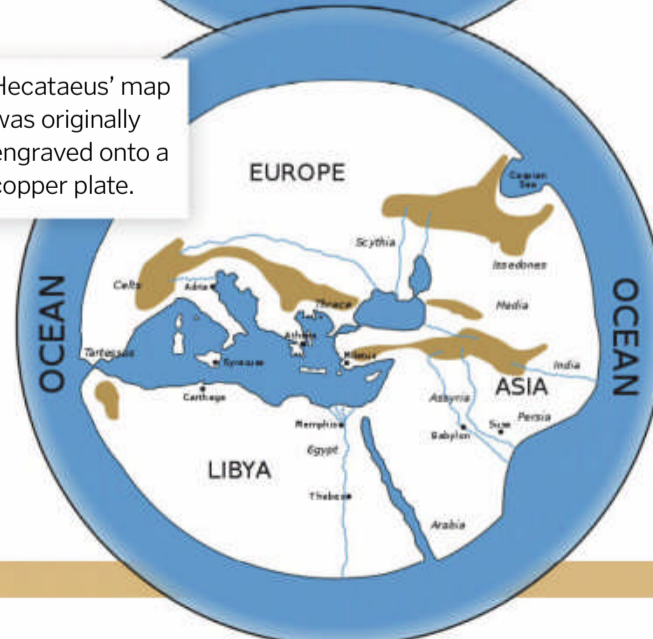 Hecataeus’ map
was originally
engraved onto a
copper plate.
EUROPE
Caspian
Sea
Scythia
Issedones
Celts
Adria
Thrace
Media
OCEAN
OCEAN
Athens
Miletus
Tartessus
Syracuse
India
ASIA
Carthage
Assyria
Memphis
Babylon
Susa
Persia
Egypt
LIBYA
Thebes
Arabia